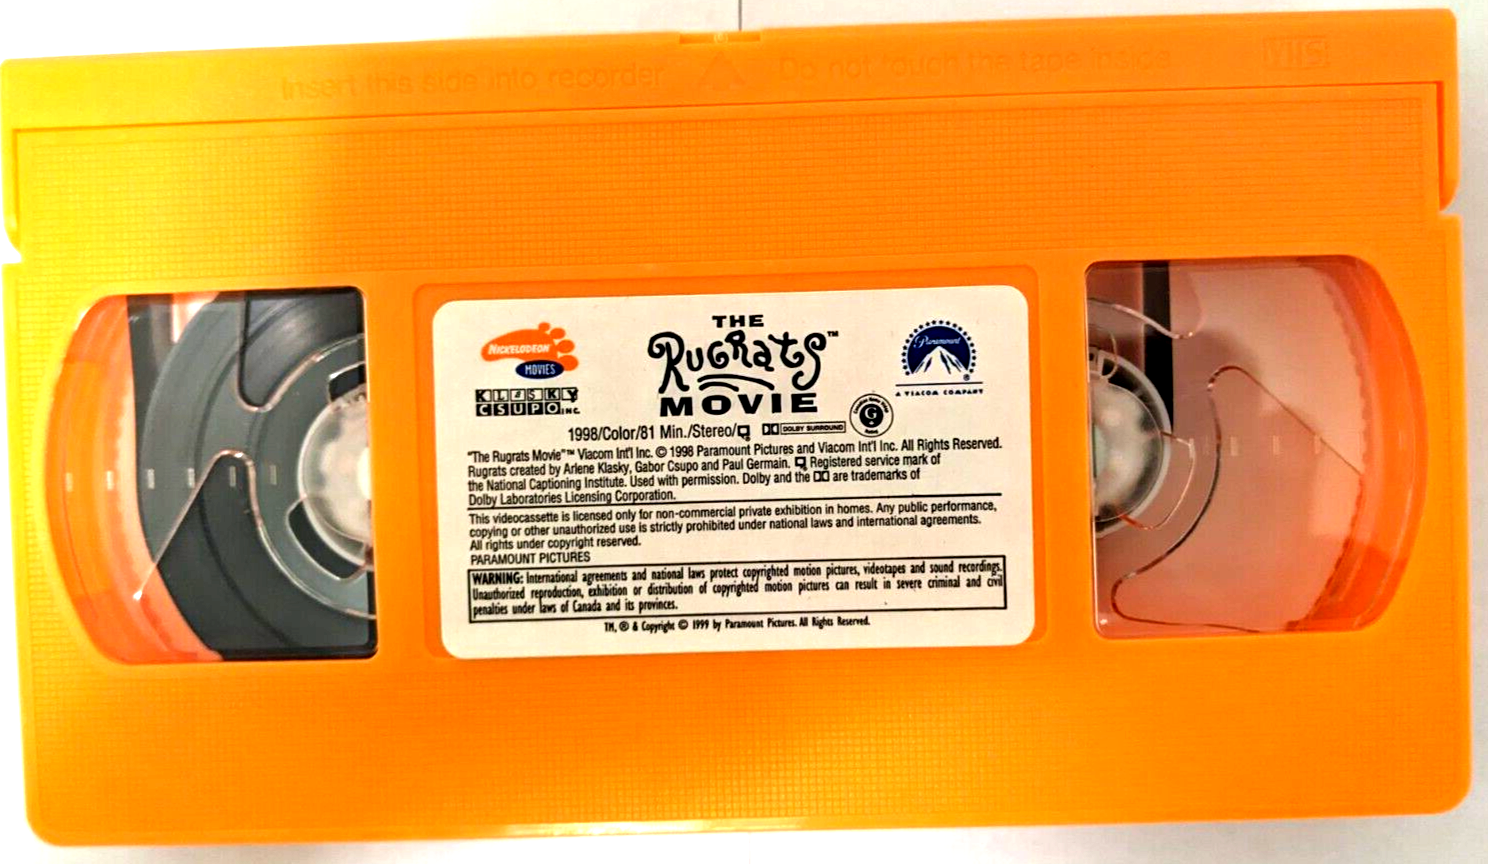 Insert this side into recorder Do not touch the tape inside VHS
NICKELODEON
MOVIES
KLASKY
CSUPO INC.
THE
RUGRATS™
MOVIE
Paramount
®
A VIACOM COMPANY
1998/Color/81 Min./Stereo/ DOLBY SURROUND
G
"The Rugrats Movie"™ Viacom Int'l Inc. © 1998 Paramount Pictures and Viacom Int'l Inc. All Rights Reserved.
Rugrats created by Arlene Klasky, Gabor Csupo and Paul Germain. Registered service mark of
the National Captioning Institute. Used with permission. Dolby and the are trademarks of
Dolby Laboratories Licensing Corporation.
This videocassette is licensed only for non-commercial private exhibition in homes. Any public performance,
copying or other unauthorized use is strictly prohibited under national laws and international agreements.
All rights under copyright reserved.
PARAMOUNT PICTURES
WARNING: International agreements and national laws protect copyrighted motion pictures, videotapes and sound recordings.
Unauthorized reproduction, exhibition or distribution of copyrighted motion pictures can result in severe criminal and civil
penalties under laws of Canada and its provinces.
TM, ® & Copyright © 1999 by Paramount Pictures. All Rights Reserved.